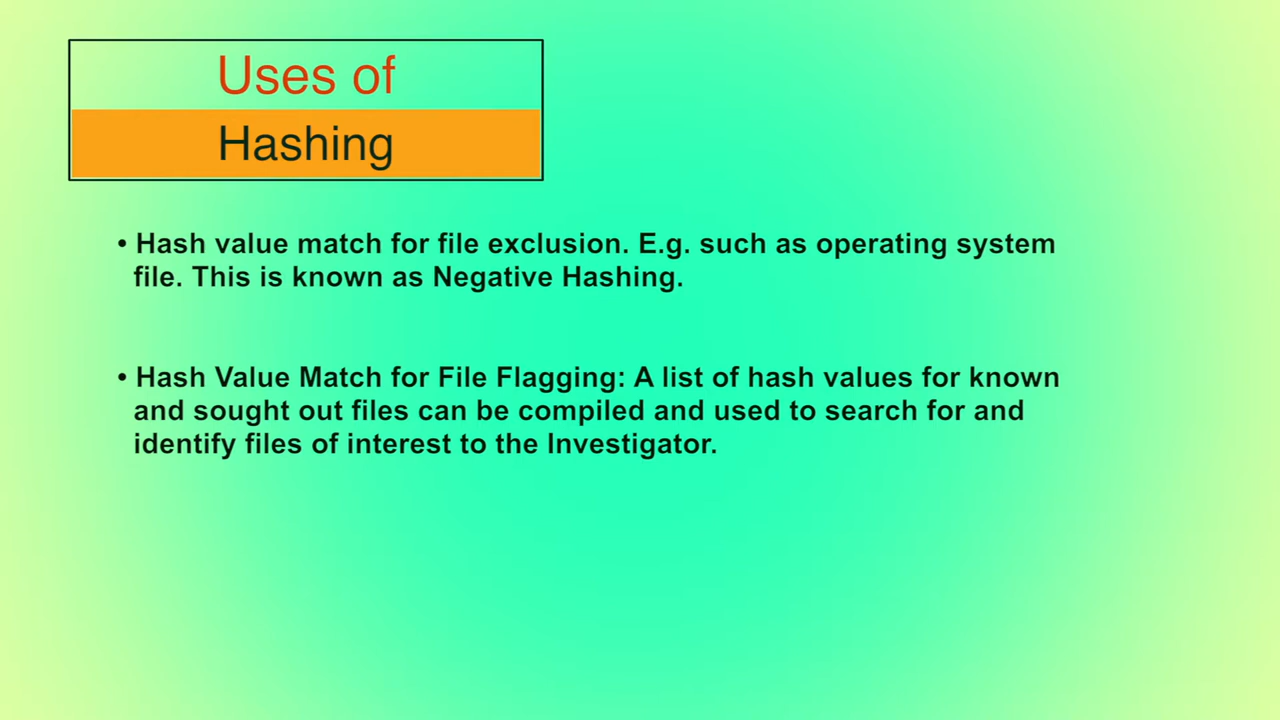 Uses of
Hashing
• Hash value match for file exclusion. E.g. such as operating system
file. This is known as Negative Hashing.
• Hash Value Match for File Flagging: A list of hash values for known
and sought out files can be compiled and used to search for and
identify files of interest to the Investigator.